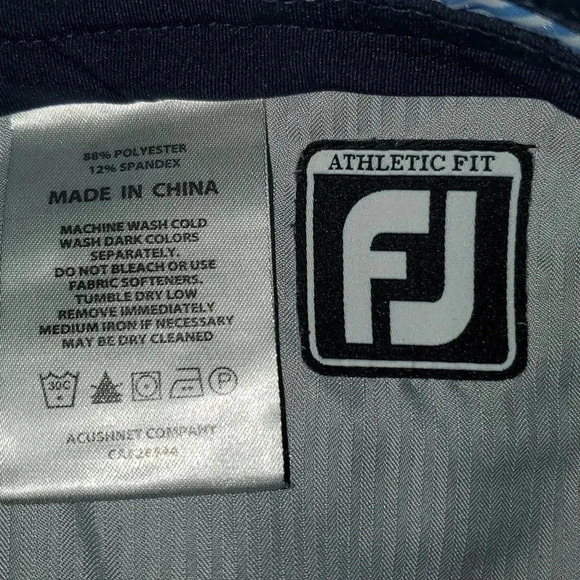 88% POLYESTER
12% SPANDEX
MADE IN CHINA
MACHINE WASH COLD
WASH DARK COLORS
SEPARATELY.
DO NOT BLEACH OR USE
FABRIC SOFTENERS.
TUMBLE DRY LOW
REMOVE IMMEDIATELY
MEDIUM IRON IF NECESSARY
MAY BE DRY CLEANED
30C
P
ACUSHNET COMPANY
ATHLETIC FIT
FJ